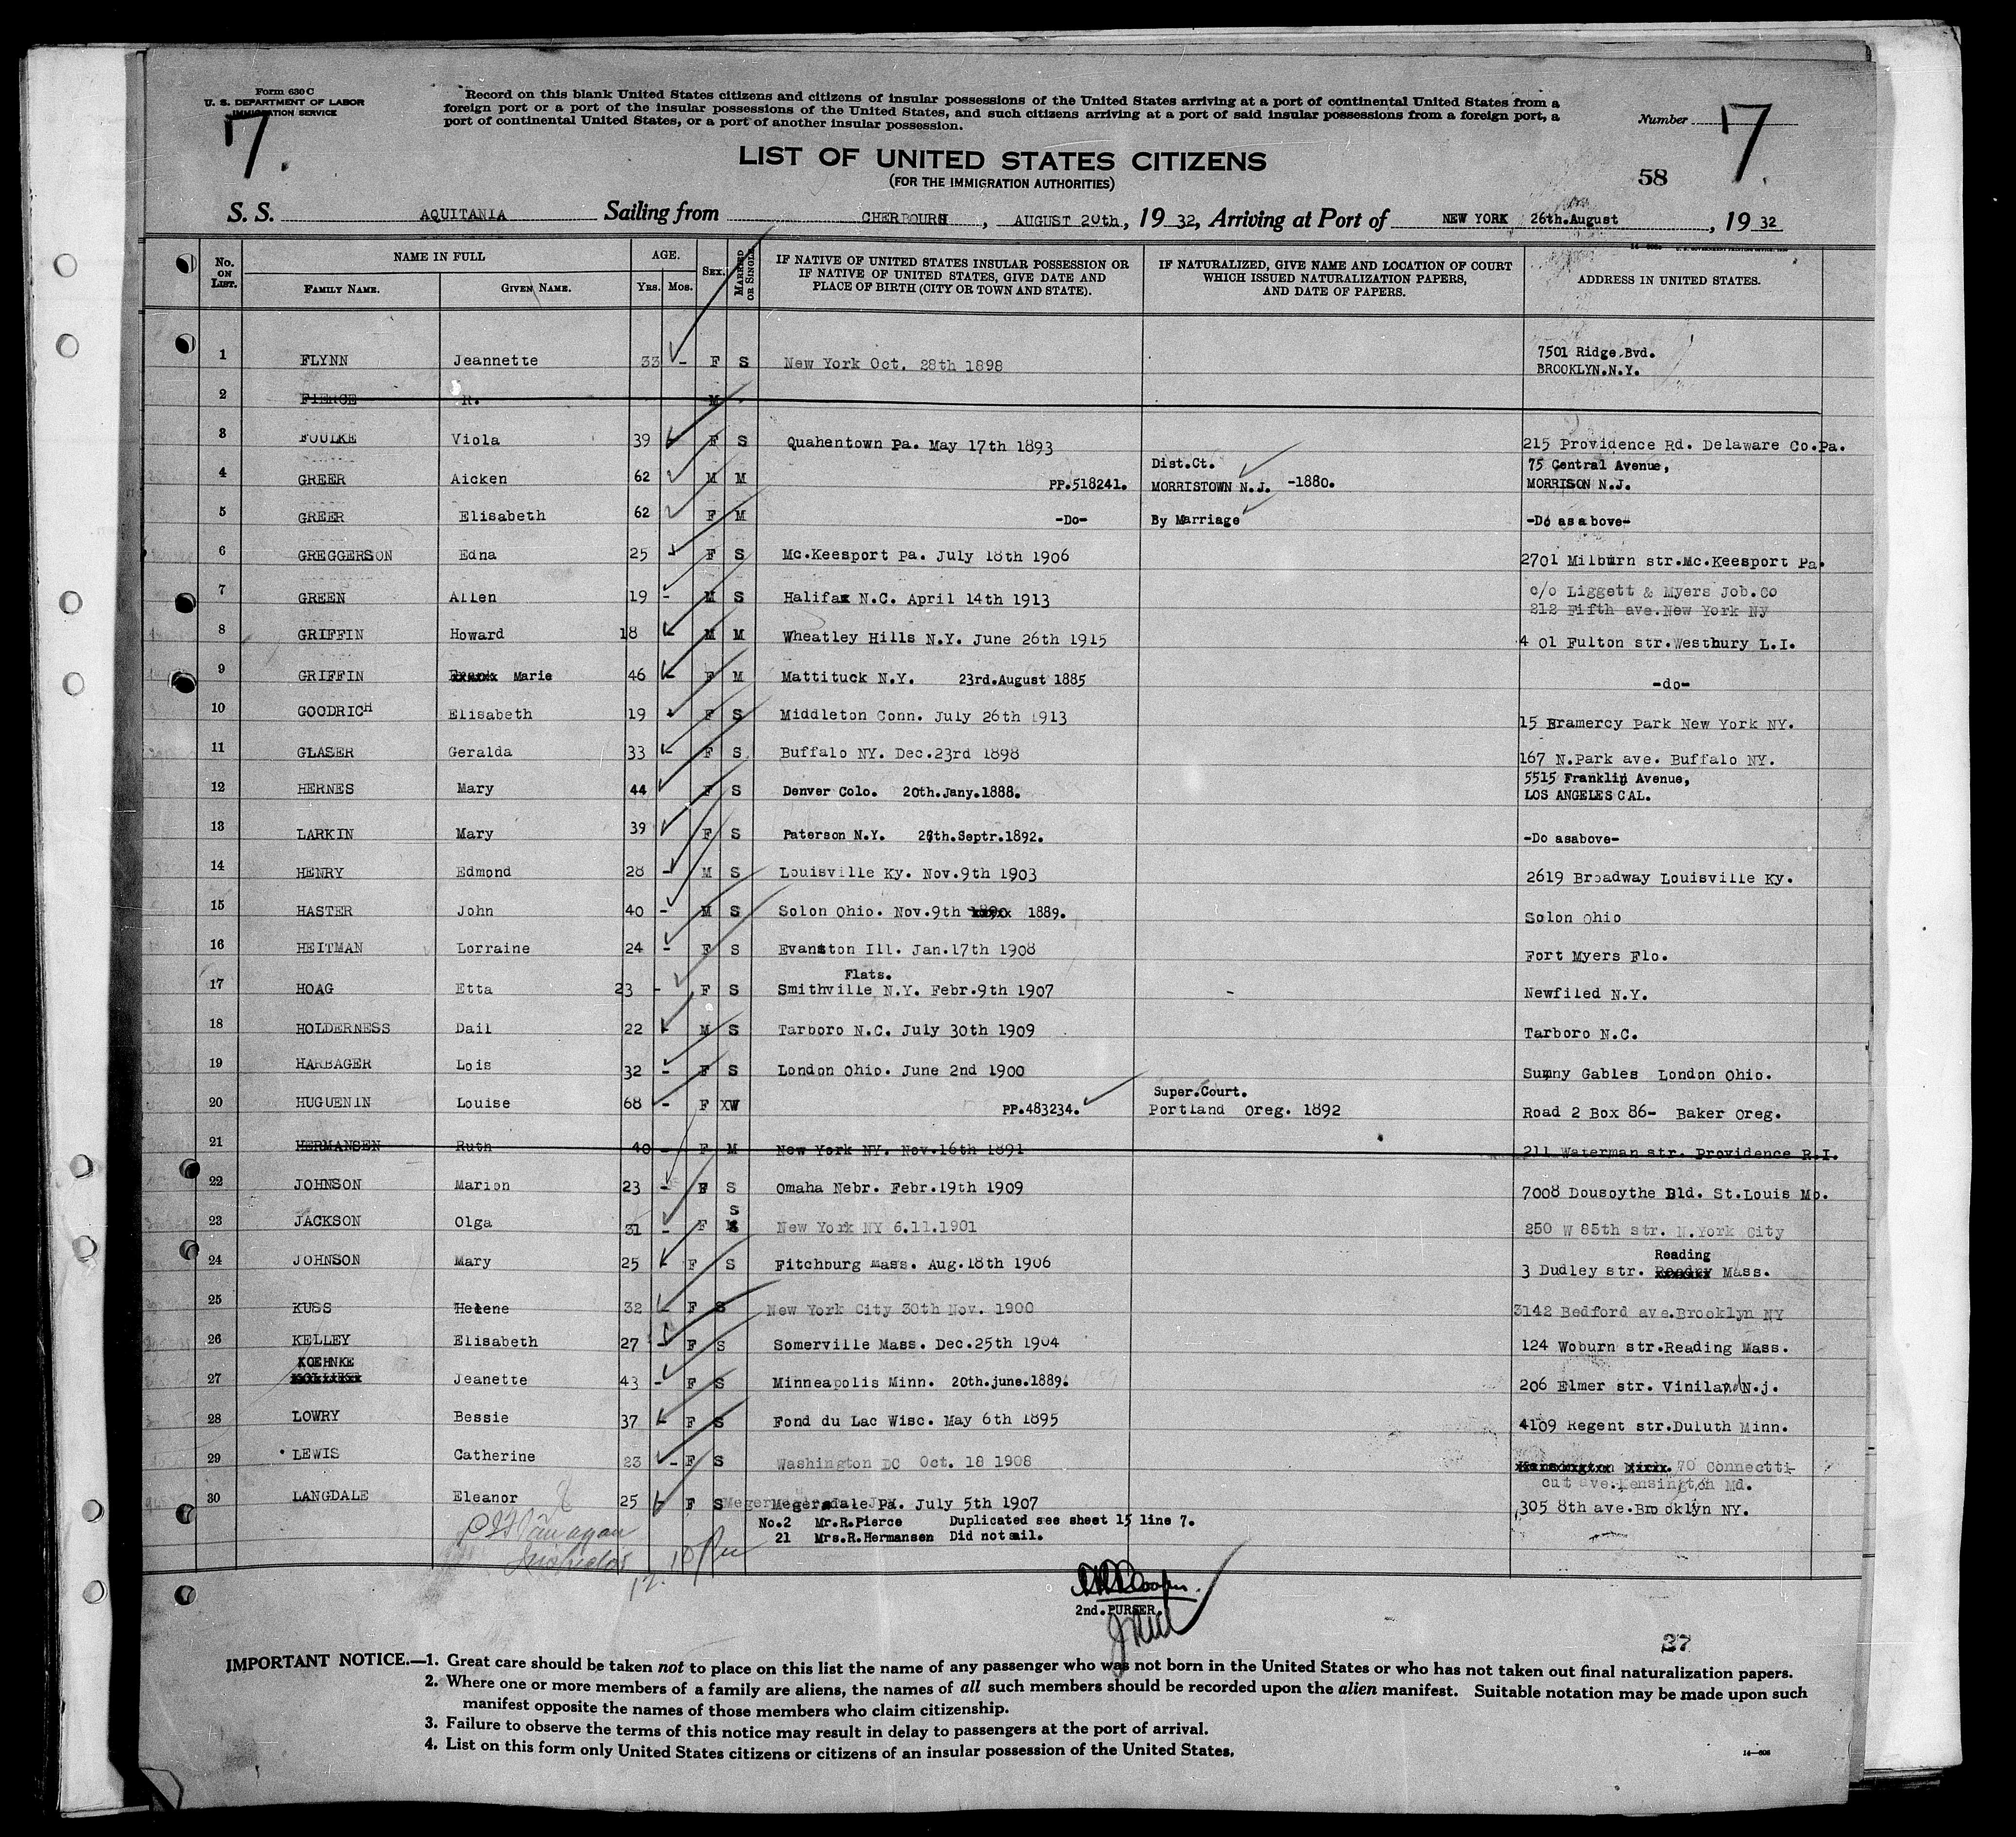 Form 630 C
U. S. DEPARTMENT OF LABOR
IMMIGRATION SERVICE
7.
Record on this blank United States citizens and citizens of insular possessions of the United States arriving at a port of continental United States from a
foreign port or a port of the insular possessions of the United States, and such citizens arriving at a port of said insular possessions from a foreign port, a
port of continental United States, or a port of another insular possession.
Number 7.
LIST OF UNITED STATES CITIZENS
(FOR THE IMMIGRATION AUTHORITIES)
58
S. S. AQUITANIA Sailing from CHERBOURG, AUGUST 20th, 19 32, Arriving at Port of NEW YORK 26th.August, 19 32
No. ON LIST. NAME IN FULL FAMILY NAME. GIVEN NAME. AGE. YRS. MOS. SEX. MARRIED OR SINGLE IF NATIVE OF UNITED STATES INSULAR POSSESSION OR IF NATIVE OF UNITED STATES, GIVE DATE AND PLACE OF BIRTH (CITY OR TOWN AND STATE). IF NATURALIZED, GIVE NAME AND LOCATION OF COURT WHICH ISSUED NATURALIZATION PAPERS, AND DATE OF PAPERS. ADDRESS IN UNITED STATES.
1 FLYNN Jeannette 33 - F S New York Oct. 28th 1898 7501 Ridge Bvd. BROOKLYN.N.Y.
2 FIERCE R. M
3 FOULKE Viola 39 F S Quahentown Pa. May 17th 1893 215 Providence Rd. Delaware Co.Pa.
4 GREER Aicken 62 M M PP.518241. Dist.Ct. MORRISTOWN N.J. -1880. 75 Central Avenue, MORRISON N.J.
5 GREER Elisabeth 62 F M -Do- By Marriage -Do as above-
6 GREGGERSON Edna 25 - F S Mc.Keesport Pa. July 18th 1906 2701 Milburn str.Mc.Keesport Pa.
7 GREEN Allen 19 - M S Halifax N.C. April 14th 1913 c/o Liggett & Myers Job.Co 212 Fifth ave.New York Ny
8 GRIFFIN Howard 18 - M M Wheatley Hills N.Y. June 26th 1915 4 01 Fulton str.Westbury L.I.
9 GRIFFIN Marie 46 - F M Mattituck N.Y. 23rd.August 1885 -do-
10 GOODRICH Elisabeth 19 - F S Middleton Conn. July 26th 1913 15 Bramercy Park New York NY.
11 GLASER Geralda 33 - F S Buffalo NY. Dec.23rd 1898 167 N.Park ave. Buffalo NY.
12 HERNES Mary 44 F S Denver Colo. 20th.Jany.1888. 5515 Franklin Avenue, LOS ANGELES CAL.
13 LARKIN Mary 39 F S Paterson N.Y. 26th.Septr.1892. -Do asabove-
14 HENRY Edmond 28 - M S Louisville Ky. Nov.9th 1903 2619 Broadway Louisville Ky.
15 HASTER John 40 - M S Solon Ohio. Nov.9th 1889. Solon Ohio
16 HEITMAN Lorraine 24 - F S Evanston Ill. Jan.17th 1908 Fort Myers Flo.
17 HOAG Etta 23 - F S Smithville Flats. N.Y. Febr.9th 1907 - Newfiled N.Y.
18 HOLDERNESS Dail 22 - M S Tarboro N.C. July 30th 1909 Tarboro N.C.
19 HARBAGER Lois 32 - F S London Ohio. June 2nd 1900 Sunny Gables London Ohio.
20 HUGUENIN Louise 68 - F XW PP.483234. Super.Court. Portland Oreg. 1892 Road 2 Box 86- Baker Oreg.
21 HERMANSEN Ruth 40 - F M New York NY. Nov.16th 1891 211 Waterman str. Providence R.I.
22 JOHNSON Marion 23 - F S Omaha Nebr. Febr.19th 1909 7008 Dousoythe Bld. St.Louis Mo.
23 JACKSON Olga 31 - F S New York NY 6.11.1901 250 W 85th str. N.York City
24 JOHNSON Mary 25 - F S Fitchburg Mass. Aug.18th 1906 3 Dudley str. Reading Mass.
25 KUSS Helene 32 - F S New York City 30th Nov. 1900 3142 Bedford ave.Brooklyn NY
26 KELLEY Elisabeth 27 - F S Somerville Mass. Dec.25th 1904 124 Woburn str.Reading Mass.
27 KOEHNKE Jeanette 43 - F S Minneapolis Minn. 20th.june.1889. 206 Elmer str. Viniland N.j.
28 LOWRY Bessie 37 - F S Fond du Lac Wisc. May 6th 1895 4109 Regent str.Duluth Minn.
29 LEWIS Catherine 23 - F S Washington DC Oct. 18 1908 70 Connectti-cut ave.Kensington Md.
30 LANGDALE Eleanor 25 - F S Megersdale PA. July 5th 1907 305 8th ave.Brooklyn NY.
No.2 Mr.R.Pierce Duplicated see sheet 15 line 7.
21 Mrs.R.Hermansen Did not sail.
2nd.PURSER.
37
IMPORTANT NOTICE.—1. Great care should be taken not to place on this list the name of any passenger who was not born in the United States or who has not taken out final naturalization papers.
2. Where one or more members of a family are aliens, the names of all such members should be recorded upon the alien manifest. Suitable notation may be made upon such
manifest opposite the names of those members who claim citizenship.
3. Failure to observe the terms of this notice may result in delay to passengers at the port of arrival.
4. List on this form only United States citizens or citizens of an insular possession of the United States.
14—608